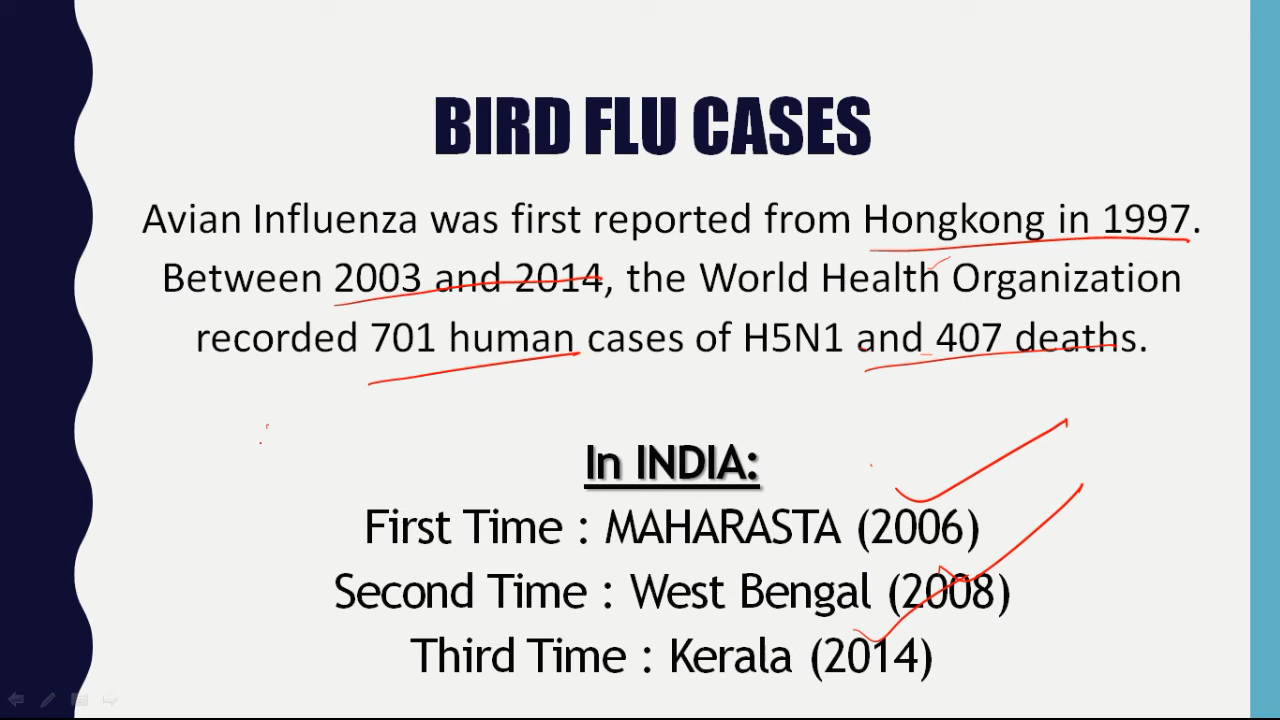 BIRD FLU CASES
Avian Influenza was first reported from Hongkong in 1997.
Between 2003 and 2014, the World Health Organization
recorded 701 human cases of H5N1 and 407 deaths.
In INDIA:
First Time : MAHARASTA (2006)
Second Time : West Bengal (2008)
Third Time : Kerala (2014)